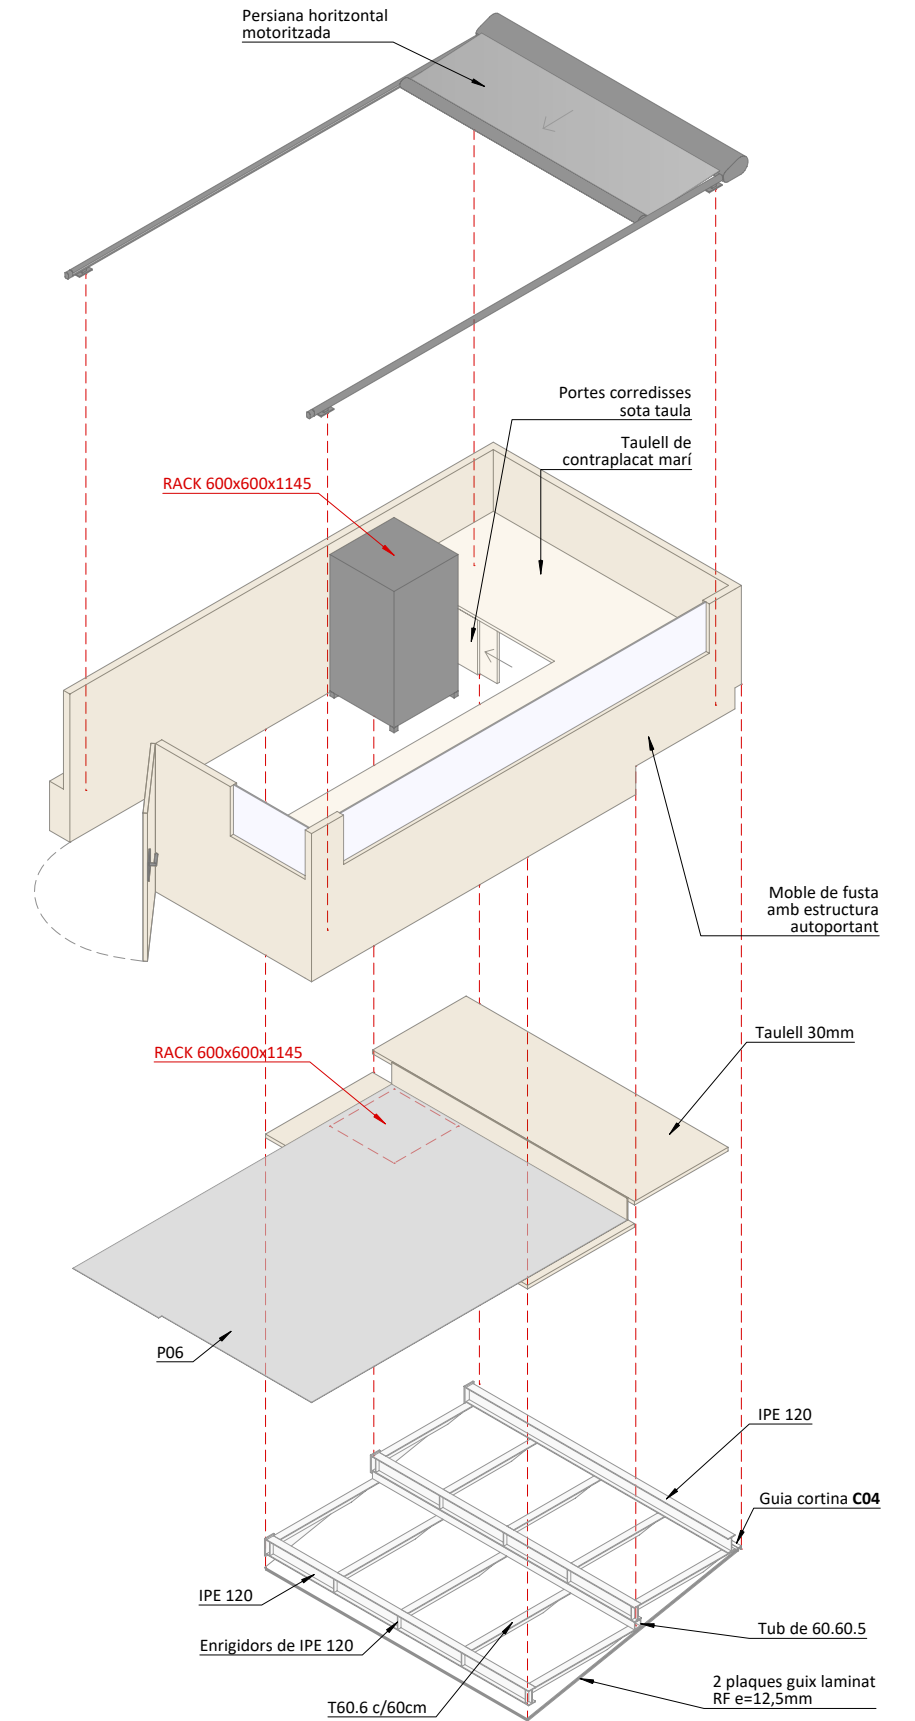 Persiana horitzontal
motoritzada
Portes corredisses
sota taula
Taulell de
contraplacat marí
RACK 600x600x1145
Moble de fusta
amb estructura
autoportant
Taulell 30mm
RACK 600x600x1145
P06
IPE 120
Guia cortina C04
IPE 120
Enrigidors de IPE 120
Tub de 60.60.5
T60.6 c/60cm
2 plaques guix laminat
RF e=12,5mm